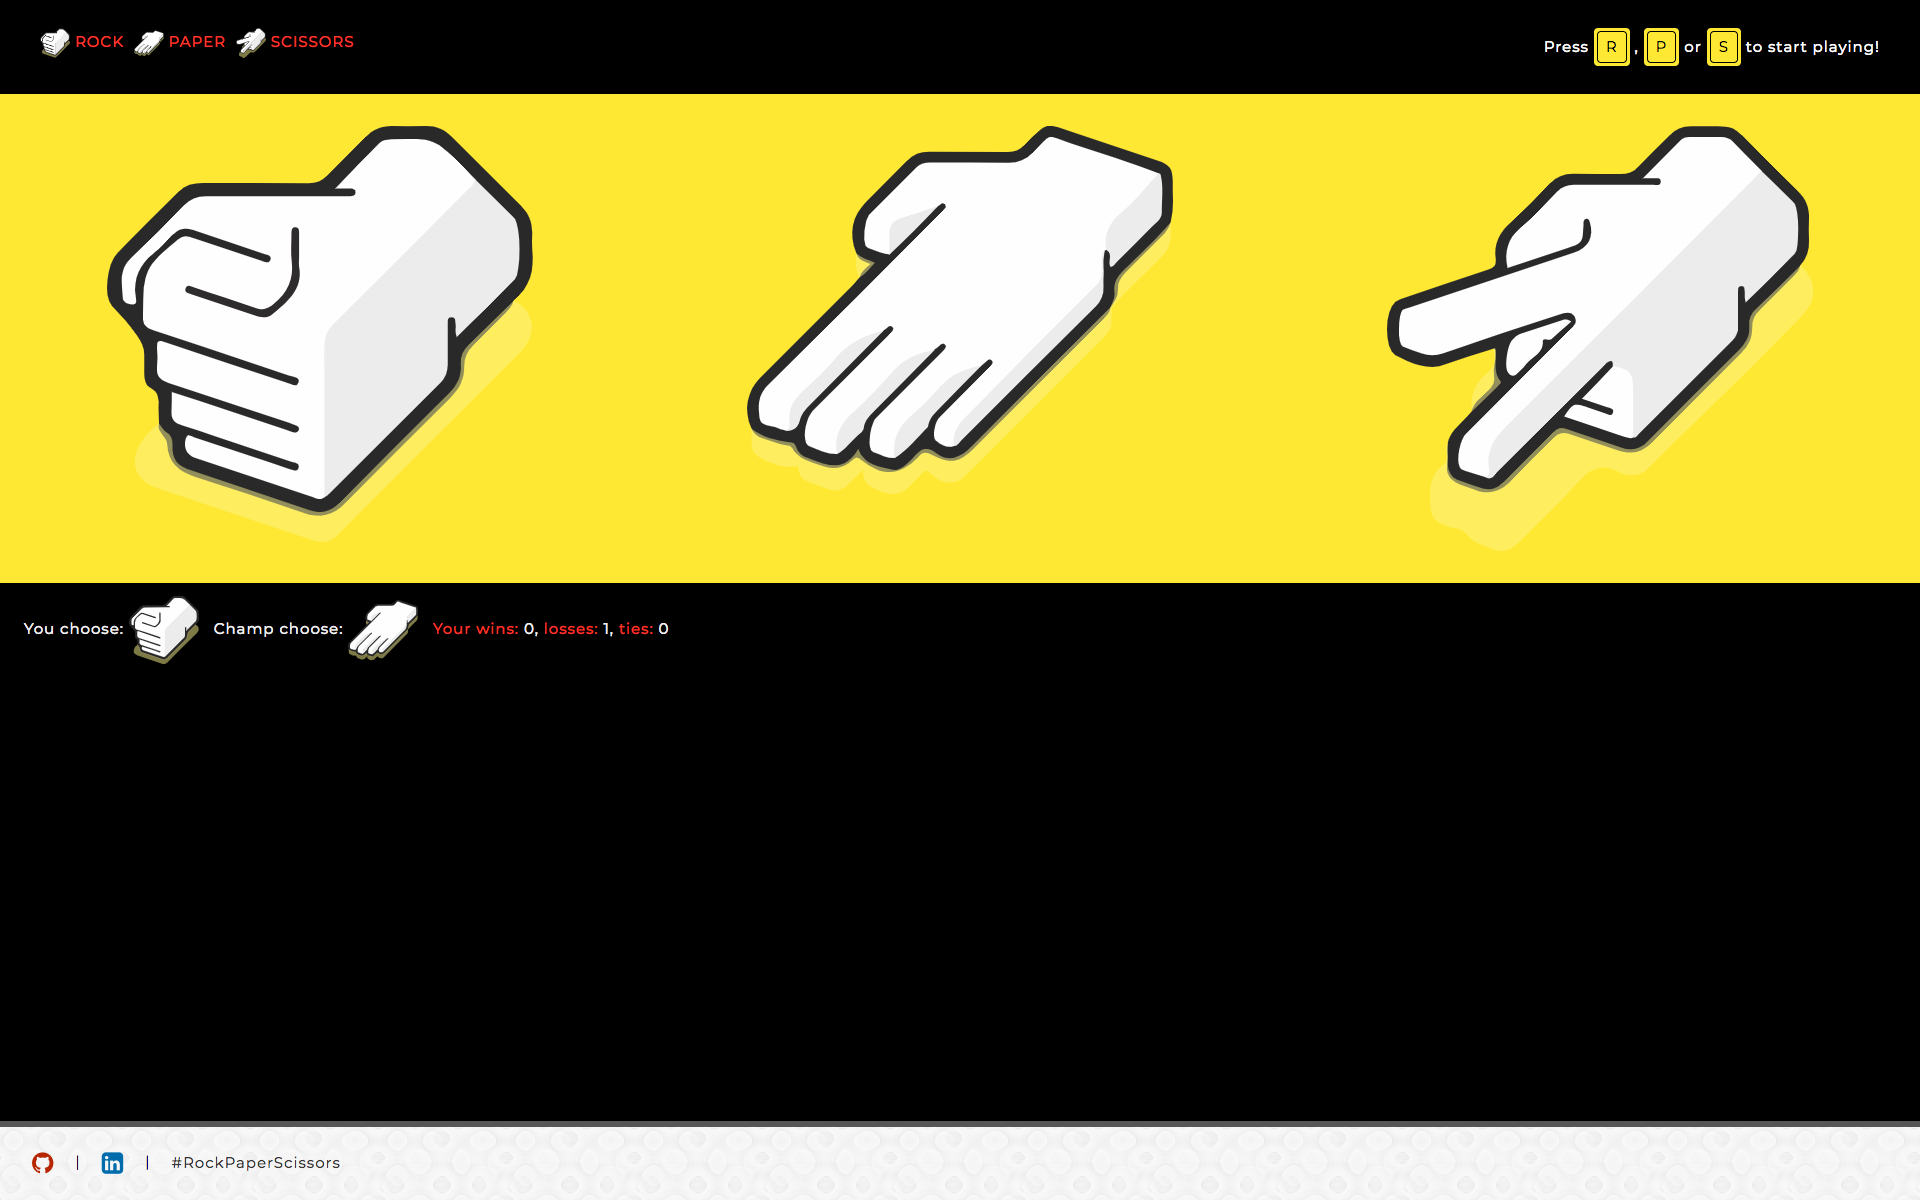 ROCK PAPER SCISSORS
Press R , P or S to start playing!
You choose: Champ choose: Your wins: 0, losses: 1, ties: 0
in | | #RockPaperScissors